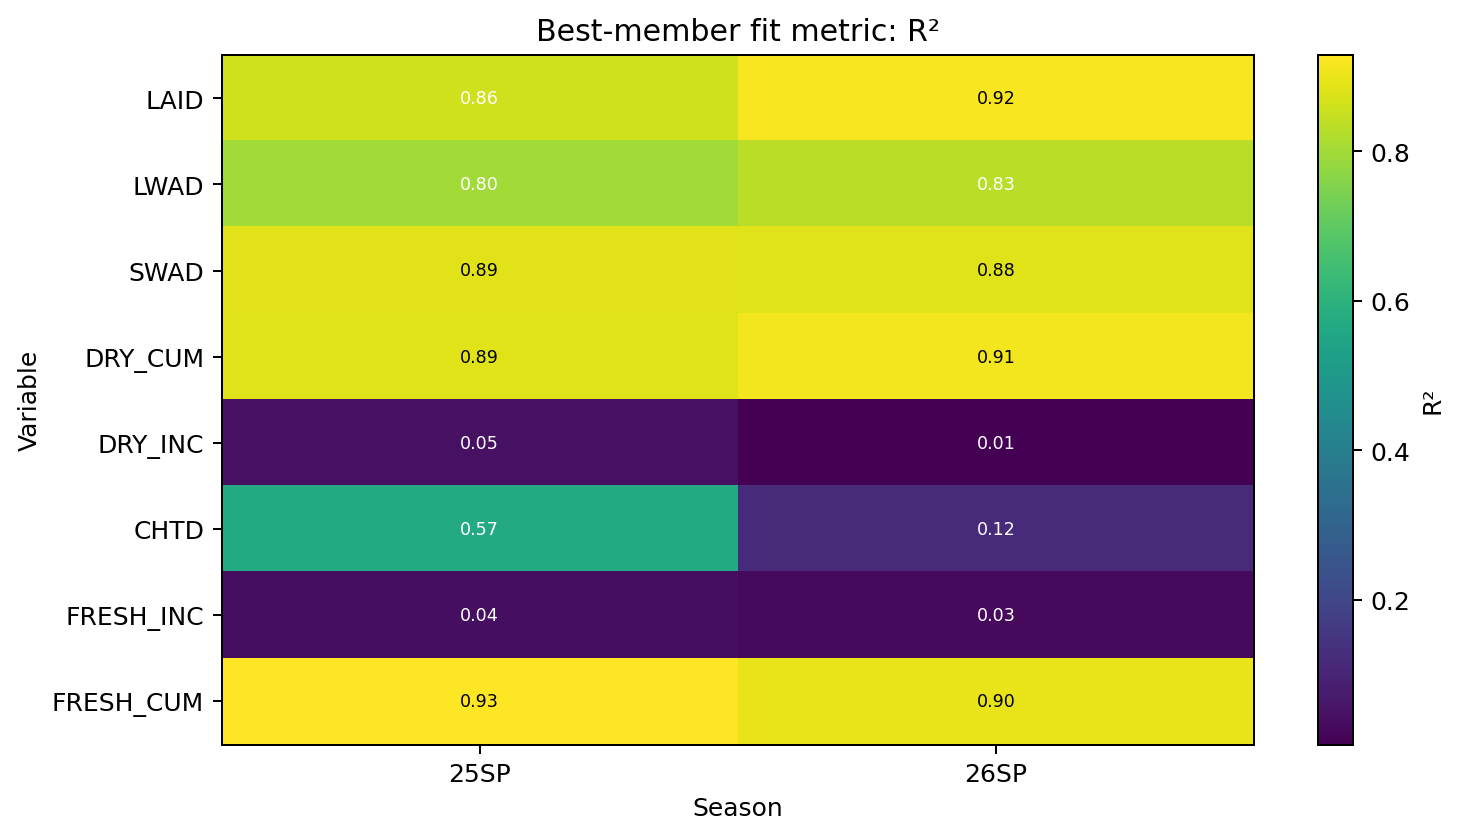 Best-member fit metric: R²
LAID 0.86 0.92
LWAD 0.80 0.83
SWAD 0.89 0.88
DRY_CUM 0.89 0.91
DRY_INC 0.05 0.01
CHTD 0.57 0.12
FRESH_INC 0.04 0.03
FRESH_CUM 0.93 0.90
25SP 26SP
Season
Variable
0.8
0.6
0.4
0.2
R²